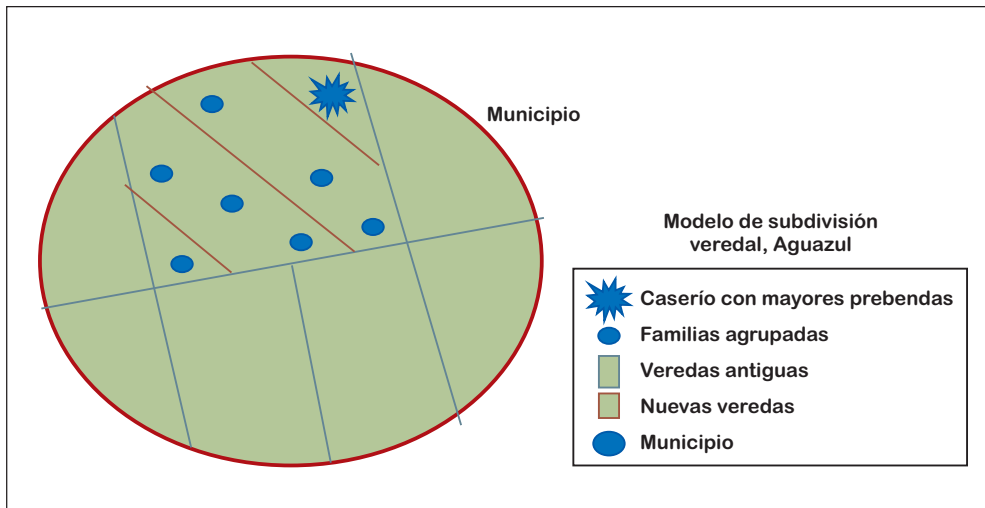 Municipio
Modelo de subdivisión
veredal, Aguazul
Caserío con mayores prebendas
Familias agrupadas
Veredas antiguas
Nuevas veredas
Municipio